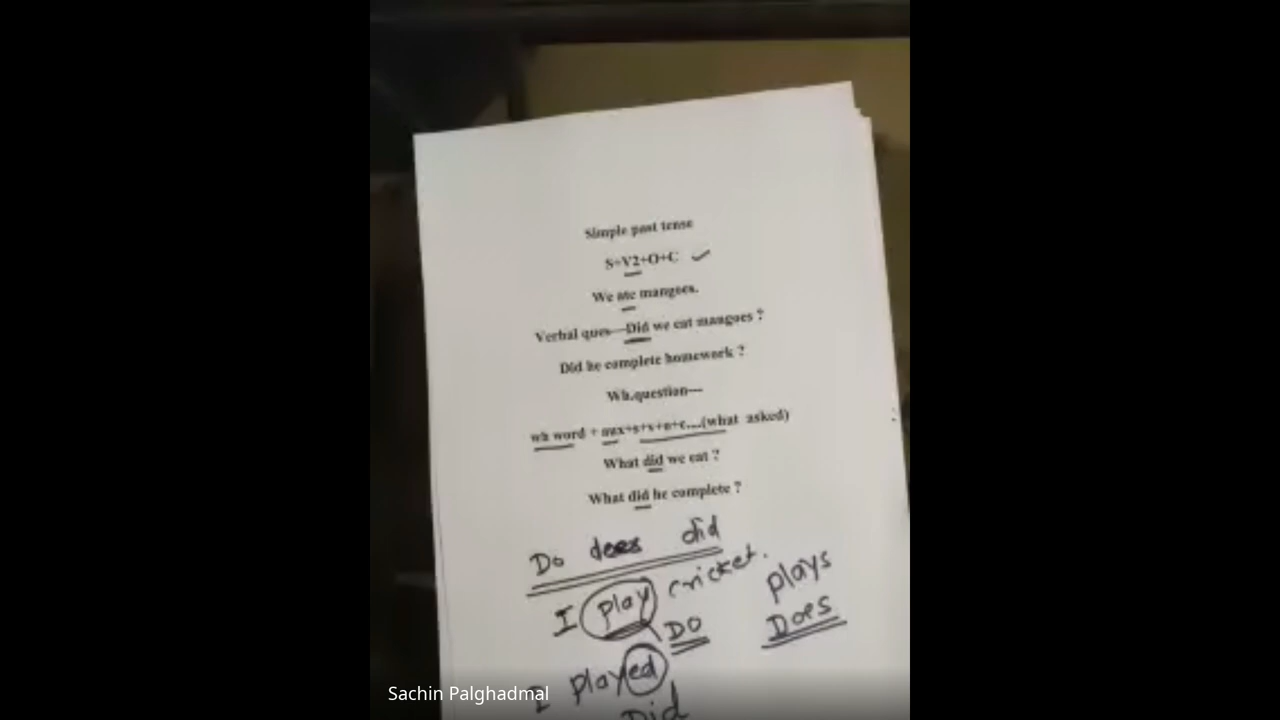 Simple past tense
S+V2+O+C ✓
We ate mangoes.
Verbal ques—Did we eat mangoes ?
Did he complete homework ?
Wh.question---
wh word + aux+s+v+o+c....(what asked)
What did we eat ?
What did he complete ?
Do does did
I play cricket. plays
DO Does
I played
Did
Sachin Palghadmal